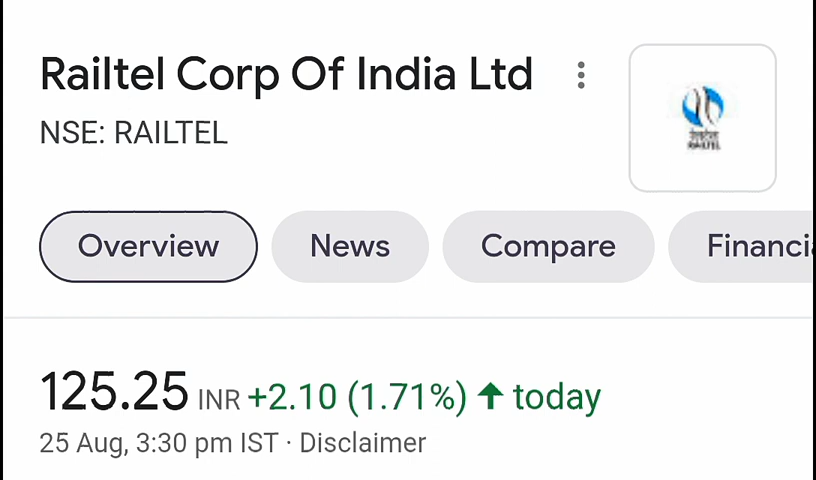 Railtel Corp Of India Ltd
NSE: RAILTEL
RAILTEL
Overview News Compare Financi
125.25 INR +2.10 (1.71%) ↑ today
25 Aug, 3:30 pm IST · Disclaimer